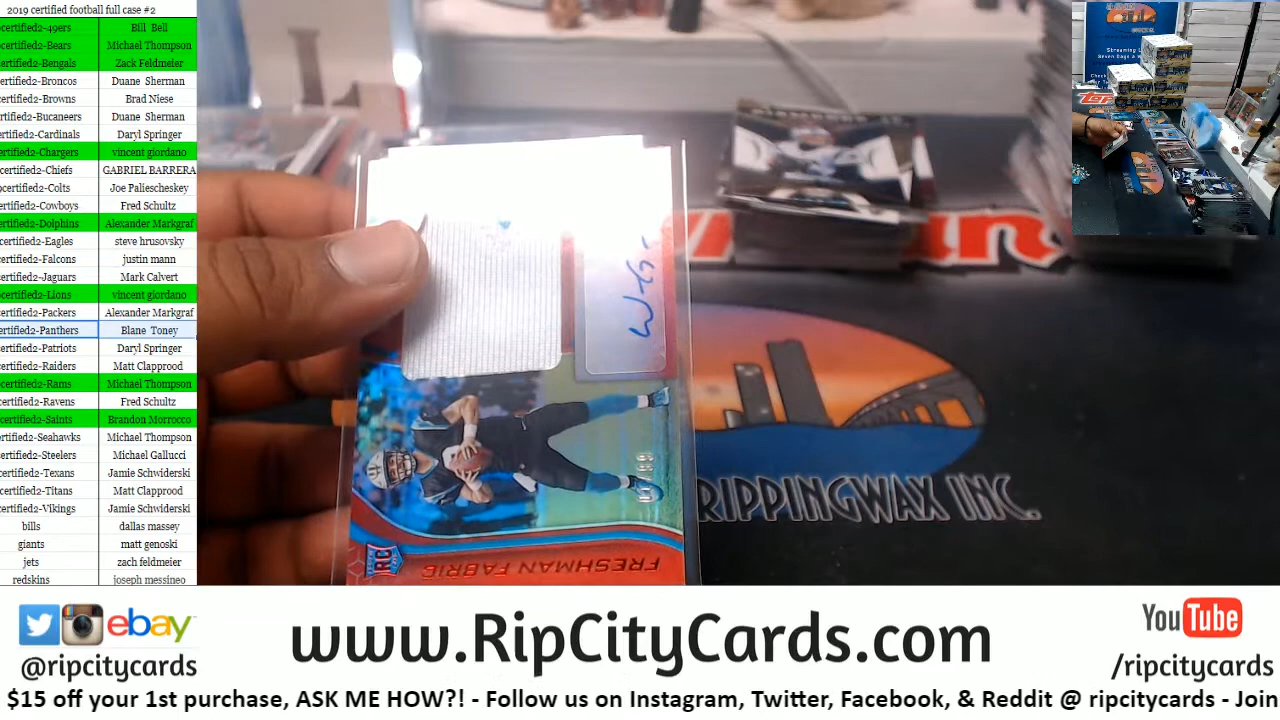 2019 certified football full case #2
certified2-49ers Bill Bell
certified2-Bears Michael Thompson
certified2-Bengals Zack Feldmeier
certified2-Broncos Duane Sherman
certified2-Browns Brad Niese
ertified2-Bucaneers Duane Sherman
ertified2-Cardinals Daryl Springer
ertified2-Chargers vincent giordano
certified2-Chiefs GABRIEL BARRERA
certified2-Colts Joe Paliescheskey
certified2-Cowboys Fred Schultz
ertified2-Dolphins Alexander Markgraf
certified2-Eagles steve hrusovsky
certified2-Falcons justin mann
ertified2-Jaguars Mark Calvert
certified2-Lions vincent giordano
certified2-Packers Alexander Markgraf
ertified2-Panthers Blane Toney
certified2-Patriots Daryl Springer
certified2-Raiders Matt Clapprood
certified2-Rams Michael Thompson
certified2-Ravens Fred Schultz
certified2-Saints Brandon Morrocco
rtified2-Seahawks Michael Thompson
certified2-Steelers Michael Gallucci
certified2-Texans Jamie Schwiderski
certified2-Titans Matt Clapprood
certified2-Vikings Jamie Schwiderski
bills dallas massey
giants matt genoski
jets zach feldmeier
redskins joseph messineo
RC
FRESHMAN FABRIC
RIPPINGWAX INC.
Streaming L
Seven Days a W
Check
ebay
@ripcitycards
www.RipCityCards.com
YouTube
/ripcitycards
$15 off your 1st purchase, ASK ME HOW?! - Follow us on Instagram, Twitter, Facebook, & Reddit @ ripcitycards - Join